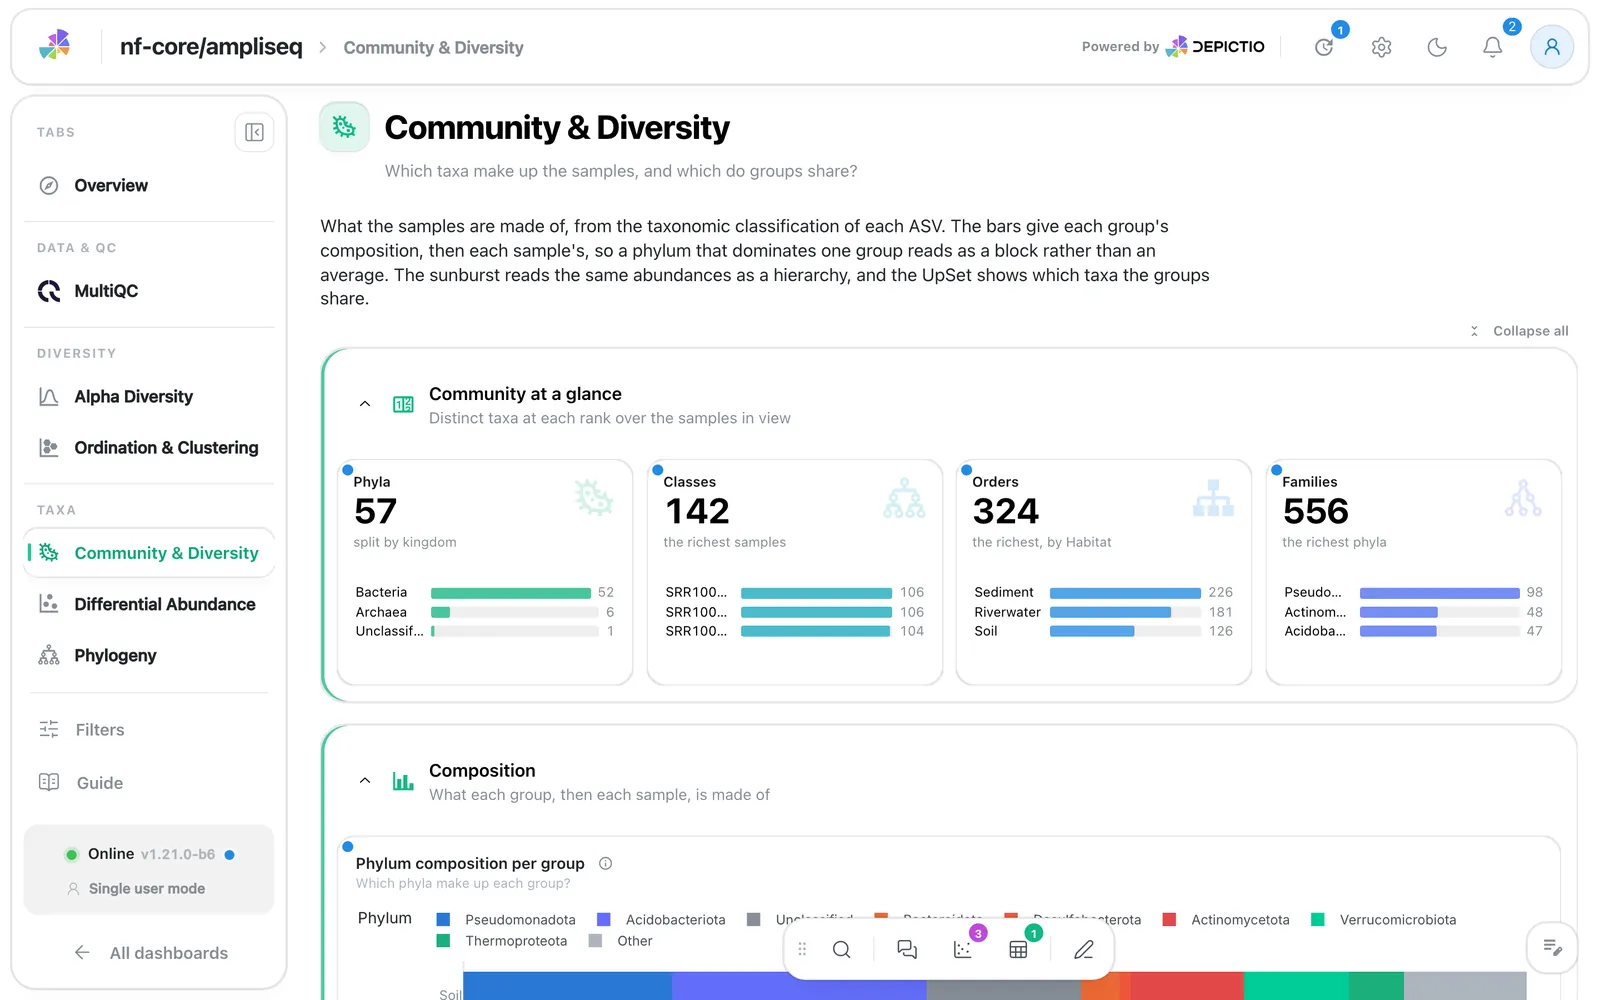 nf-core/ampliseq
Community & Diversity
Powered by DEPICTIO
1
2
TABS
Overview
DATA & QC
MultiQC
DIVERSITY
Alpha Diversity
Ordination & Clustering
TAXA
Community & Diversity
Differential Abundance
Phylogeny
Filters
Guide
Online v1.21.0-b6
Single user mode
All dashboards
Community & Diversity
Which taxa make up the samples, and which do groups share?
What the samples are made of, from the taxonomic classification of each ASV. The bars give each group's
composition, then each sample's, so a phylum that dominates one group reads as a block rather than an
average. The sunburst reads the same abundances as a hierarchy, and the UpSet shows which taxa the groups
share.
Collapse all
Community at a glance
Distinct taxa at each rank over the samples in view
Phyla
57
split by kingdom
Bacteria 52
Archaea 6
Unclassif... 1
Classes
142
the richest samples
SRR100... 106
SRR100... 106
SRR100... 104
Orders
324
the richest, by Habitat
Sediment 226
Riverwater 181
Soil 126
Families
556
the richest phyla
Pseudo... 98
Actinom... 48
Acidoba... 47
Composition
What each group, then each sample, is made of
Phylum composition per group
Which phyla make up each group?
Phylum Pseudomonadota Acidobacteriota Actinomycetota Verrucomicrobiota
Thermoproteota Other
3
1
Soil